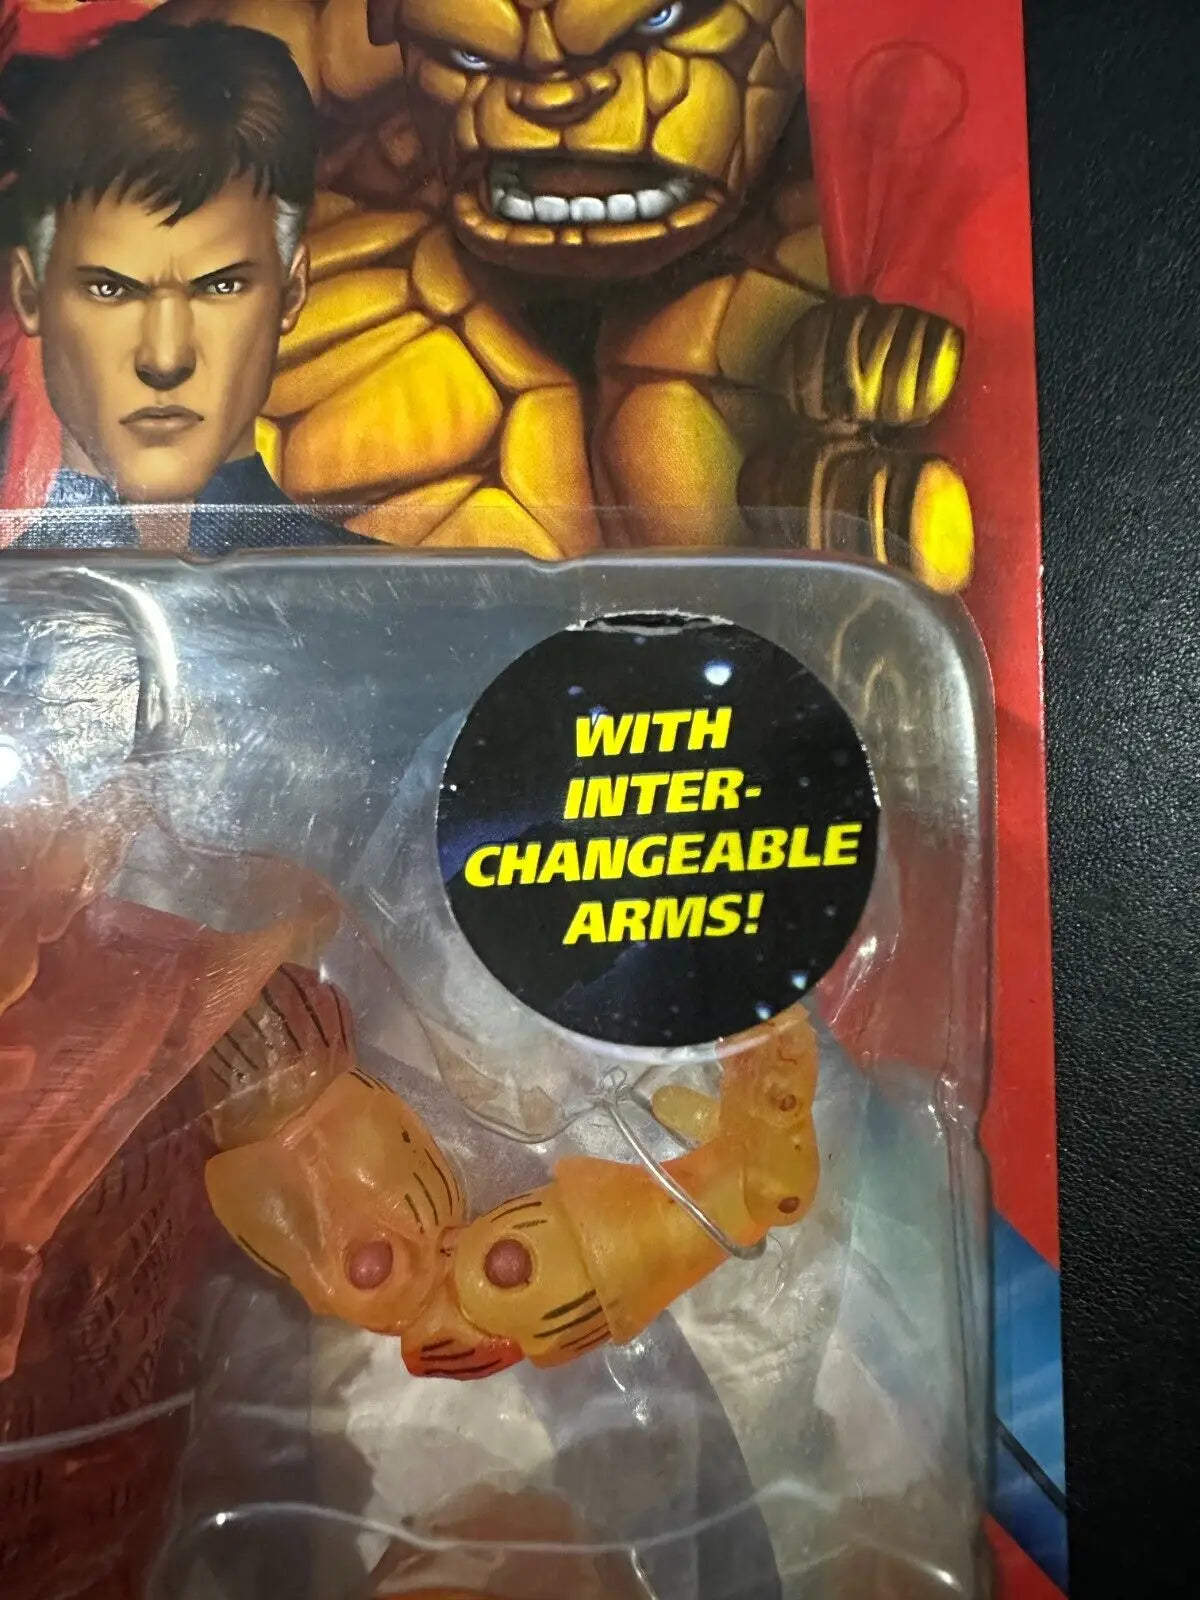 WITH
INTER-
CHANGEABLE
ARMS!